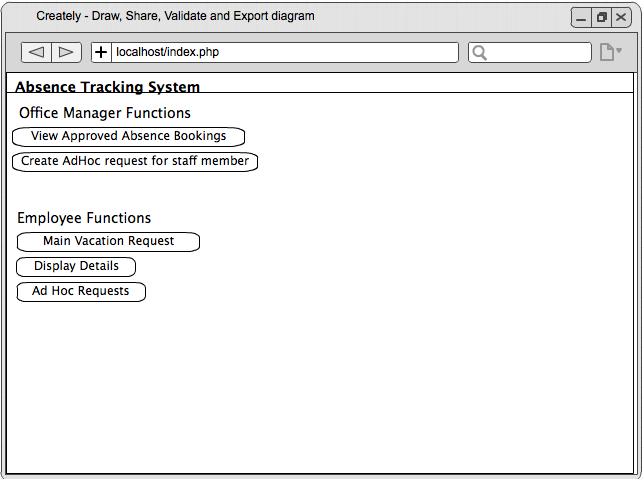 Creately - Draw, Share, Validate and Export diagram
localhost/index.php
Absence Tracking System
Office Manager Functions
View Approved Absence Bookings
Create AdHoc request for staff member
Employee Functions
Main Vacation Request
Display Details
Ad Hoc Requests